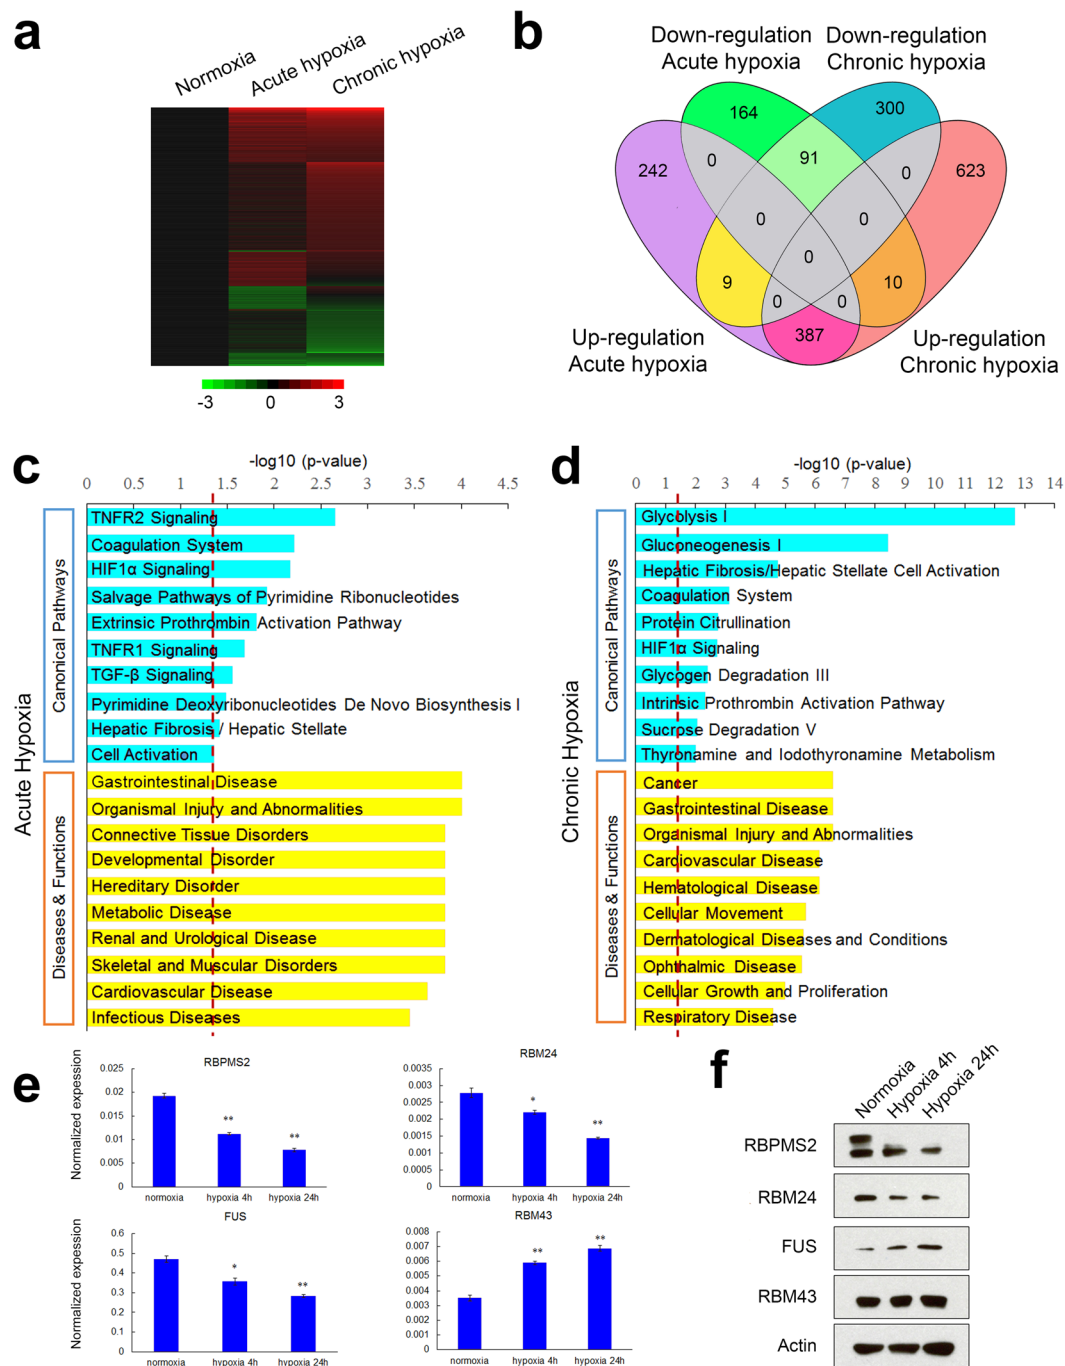 a
Normoxia
Acute hypoxia
Chronic hypoxia
-3 0 3
b
Down-regulation
Acute hypoxia
Down-regulation
Chronic hypoxia
164
300
242
0
91
0
623
0
0
0
9
10
0
0
387
Up-regulation
Acute hypoxia
Up-regulation
Chronic hypoxia
c
-log10 (p-value)
0 0.5 1 1.5 2 2.5 3 3.5 4 4.5
Acute Hypoxia
Canonical Pathways
TNFR2 Signaling
Coagulation System
HIF1α Signaling
Salvage Pathways of Pyrimidine Ribonucleotides
Extrinsic Prothrombin Activation Pathway
TNFR1 Signaling
TGF-β Signaling
Pyrimidine Deoxyribonucleotides De Novo Biosynthesis I
Hepatic Fibrosis / Hepatic Stellate
Cell Activation
Diseases & Functions
Gastrointestinal Disease
Organismal Injury and Abnormalities
Connective Tissue Disorders
Developmental Disorder
Hereditary Disorder
Metabolic Disease
Renal and Urological Disease
Skeletal and Muscular Disorders
Cardiovascular Disease
Infectious Diseases
d
-log10 (p-value)
0 1 2 3 4 5 6 7 8 9 10 11 12 13 14
Chronic Hypoxia
Canonical Pathways
Glycolysis I
Gluconeogenesis I
Hepatic Fibrosis/Hepatic Stellate Cell Activation
Coagulation System
Protein Citrullination
HIF1α Signaling
Glycogen Degradation III
Intrinsic Prothrombin Activation Pathway
Sucrose Degradation V
Thyronamine and Iodothyronamine Metabolism
Diseases & Functions
Cancer
Gastrointestinal Disease
Organismal Injury and Abnormalities
Cardiovascular Disease
Hematological Disease
Cellular Movement
Dermatological Diseases and Conditions
Ophthalmic Disease
Cellular Growth and Proliferation
Respiratory Disease
e
RBPMS2
Normalized expession
0.025
0.02
0.015
0.01
0.005
0
**
**
normoxia hypoxia 4h hypoxia 24h
RBM24
0.0035
0.003
0.0025
0.002
0.0015
0.001
0.0005
0
*
**
normoxia hypoxia 4h hypoxia 24h
FUS
Normalized expession
0.6
0.5
0.4
0.3
0.2
0.1
0
*
**
normoxia hypoxia 4h hypoxia 24h
RBM43
0.008
0.007
0.006
0.005
0.004
0.003
0.002
0.001
**
**
normoxia hypoxia 4h hypoxia 24h
f
Normoxia
Hypoxia 4h
Hypoxia 24h
RBPMS2
RBM24
FUS
RBM43
Actin